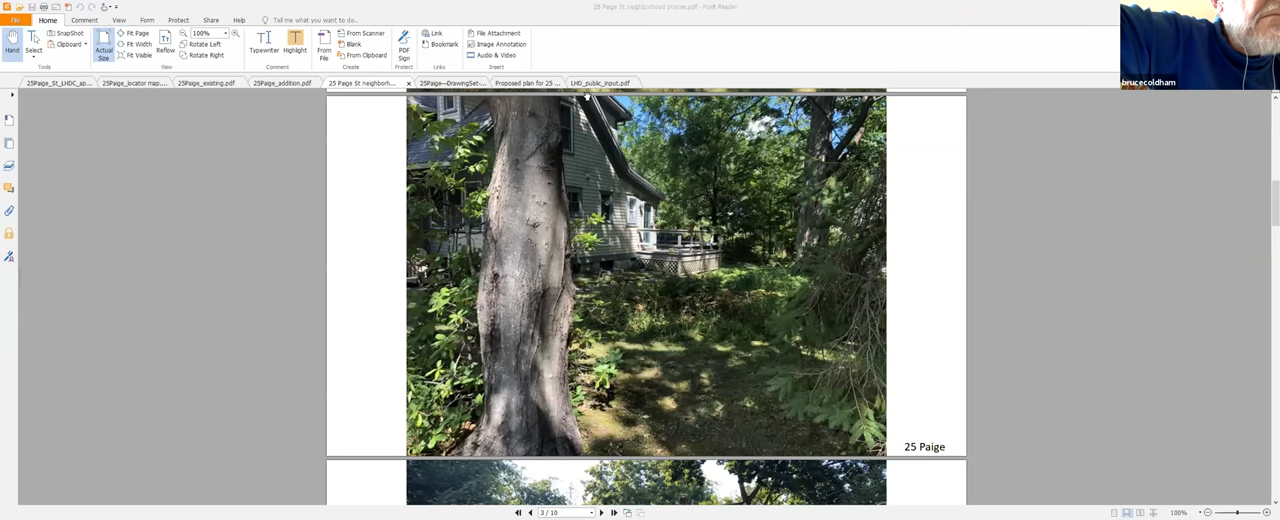 25 Paige St neighborhood photos.pdf - Foxit Reader
File Home Comment View Form Protect Share Help Tell me what you want to do...
Hand
Select
SnapShot
Clipboard
Actual Size
Fit Page
Fit Width
Fit Visible
Reflow
100%
Rotate Left
Rotate Right
Typewriter
Highlight
From File
From Scanner
Blank
From Clipboard
PDF Sign
Link
Bookmark
File Attachment
Image Annotation
Audio & Video
Tools View Comment Create Protect Links Insert
brucecoldham
25Paige_St_LHDC_ap... 25Paige_locator map.... 25Paige_existing.pdf 25Paige_addition.pdf 25 Paige St neighborh... 25Paige---DrawingSet-... Proposed plan for 25 ... LHD_public_input.pdf
25 Paige
3 / 10
100%